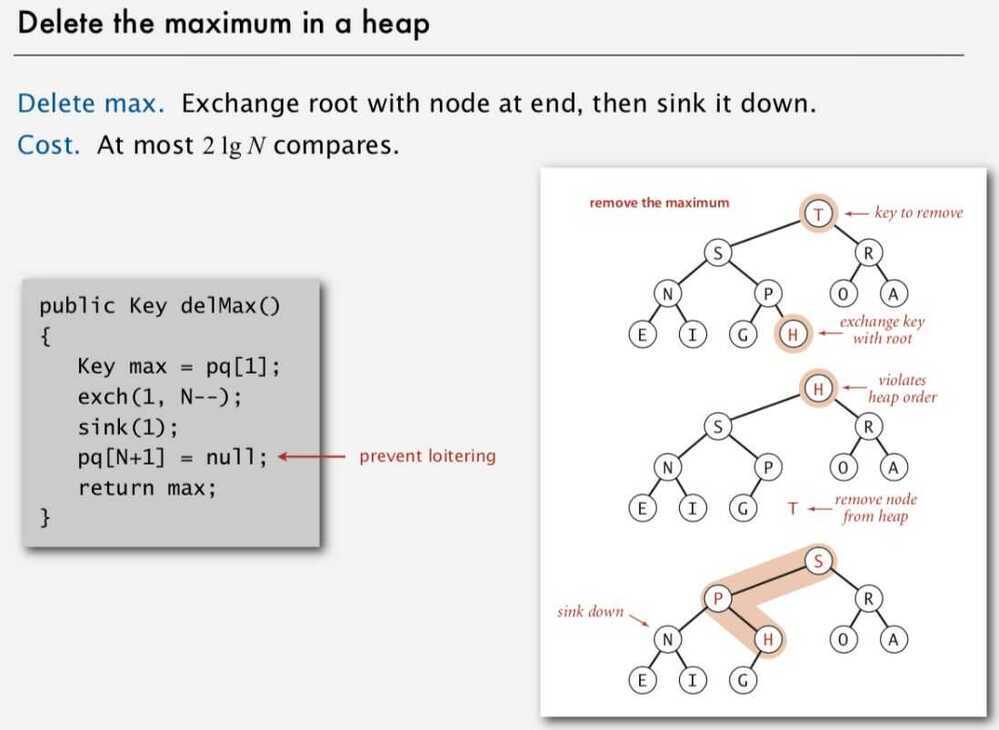 Delete the maximum in a heap
Delete max. Exchange root with node at end, then sink it down.
Cost. At most 2 lg N compares.
public Key delMax()
{
Key max = pq[1];
exch(1, N--);
sink(1);
pq[N+1] = null;
return max;
}
prevent loitering
remove the maximum
T
key to remove
S
R
N
P
O
A
E
I
G
H
exchange key
with root
H
violates
heap order
S
R
N
P
O
A
E
I
G
T
remove node
from heap
S
P
R
sink down
N
H
O
A
E
I
G